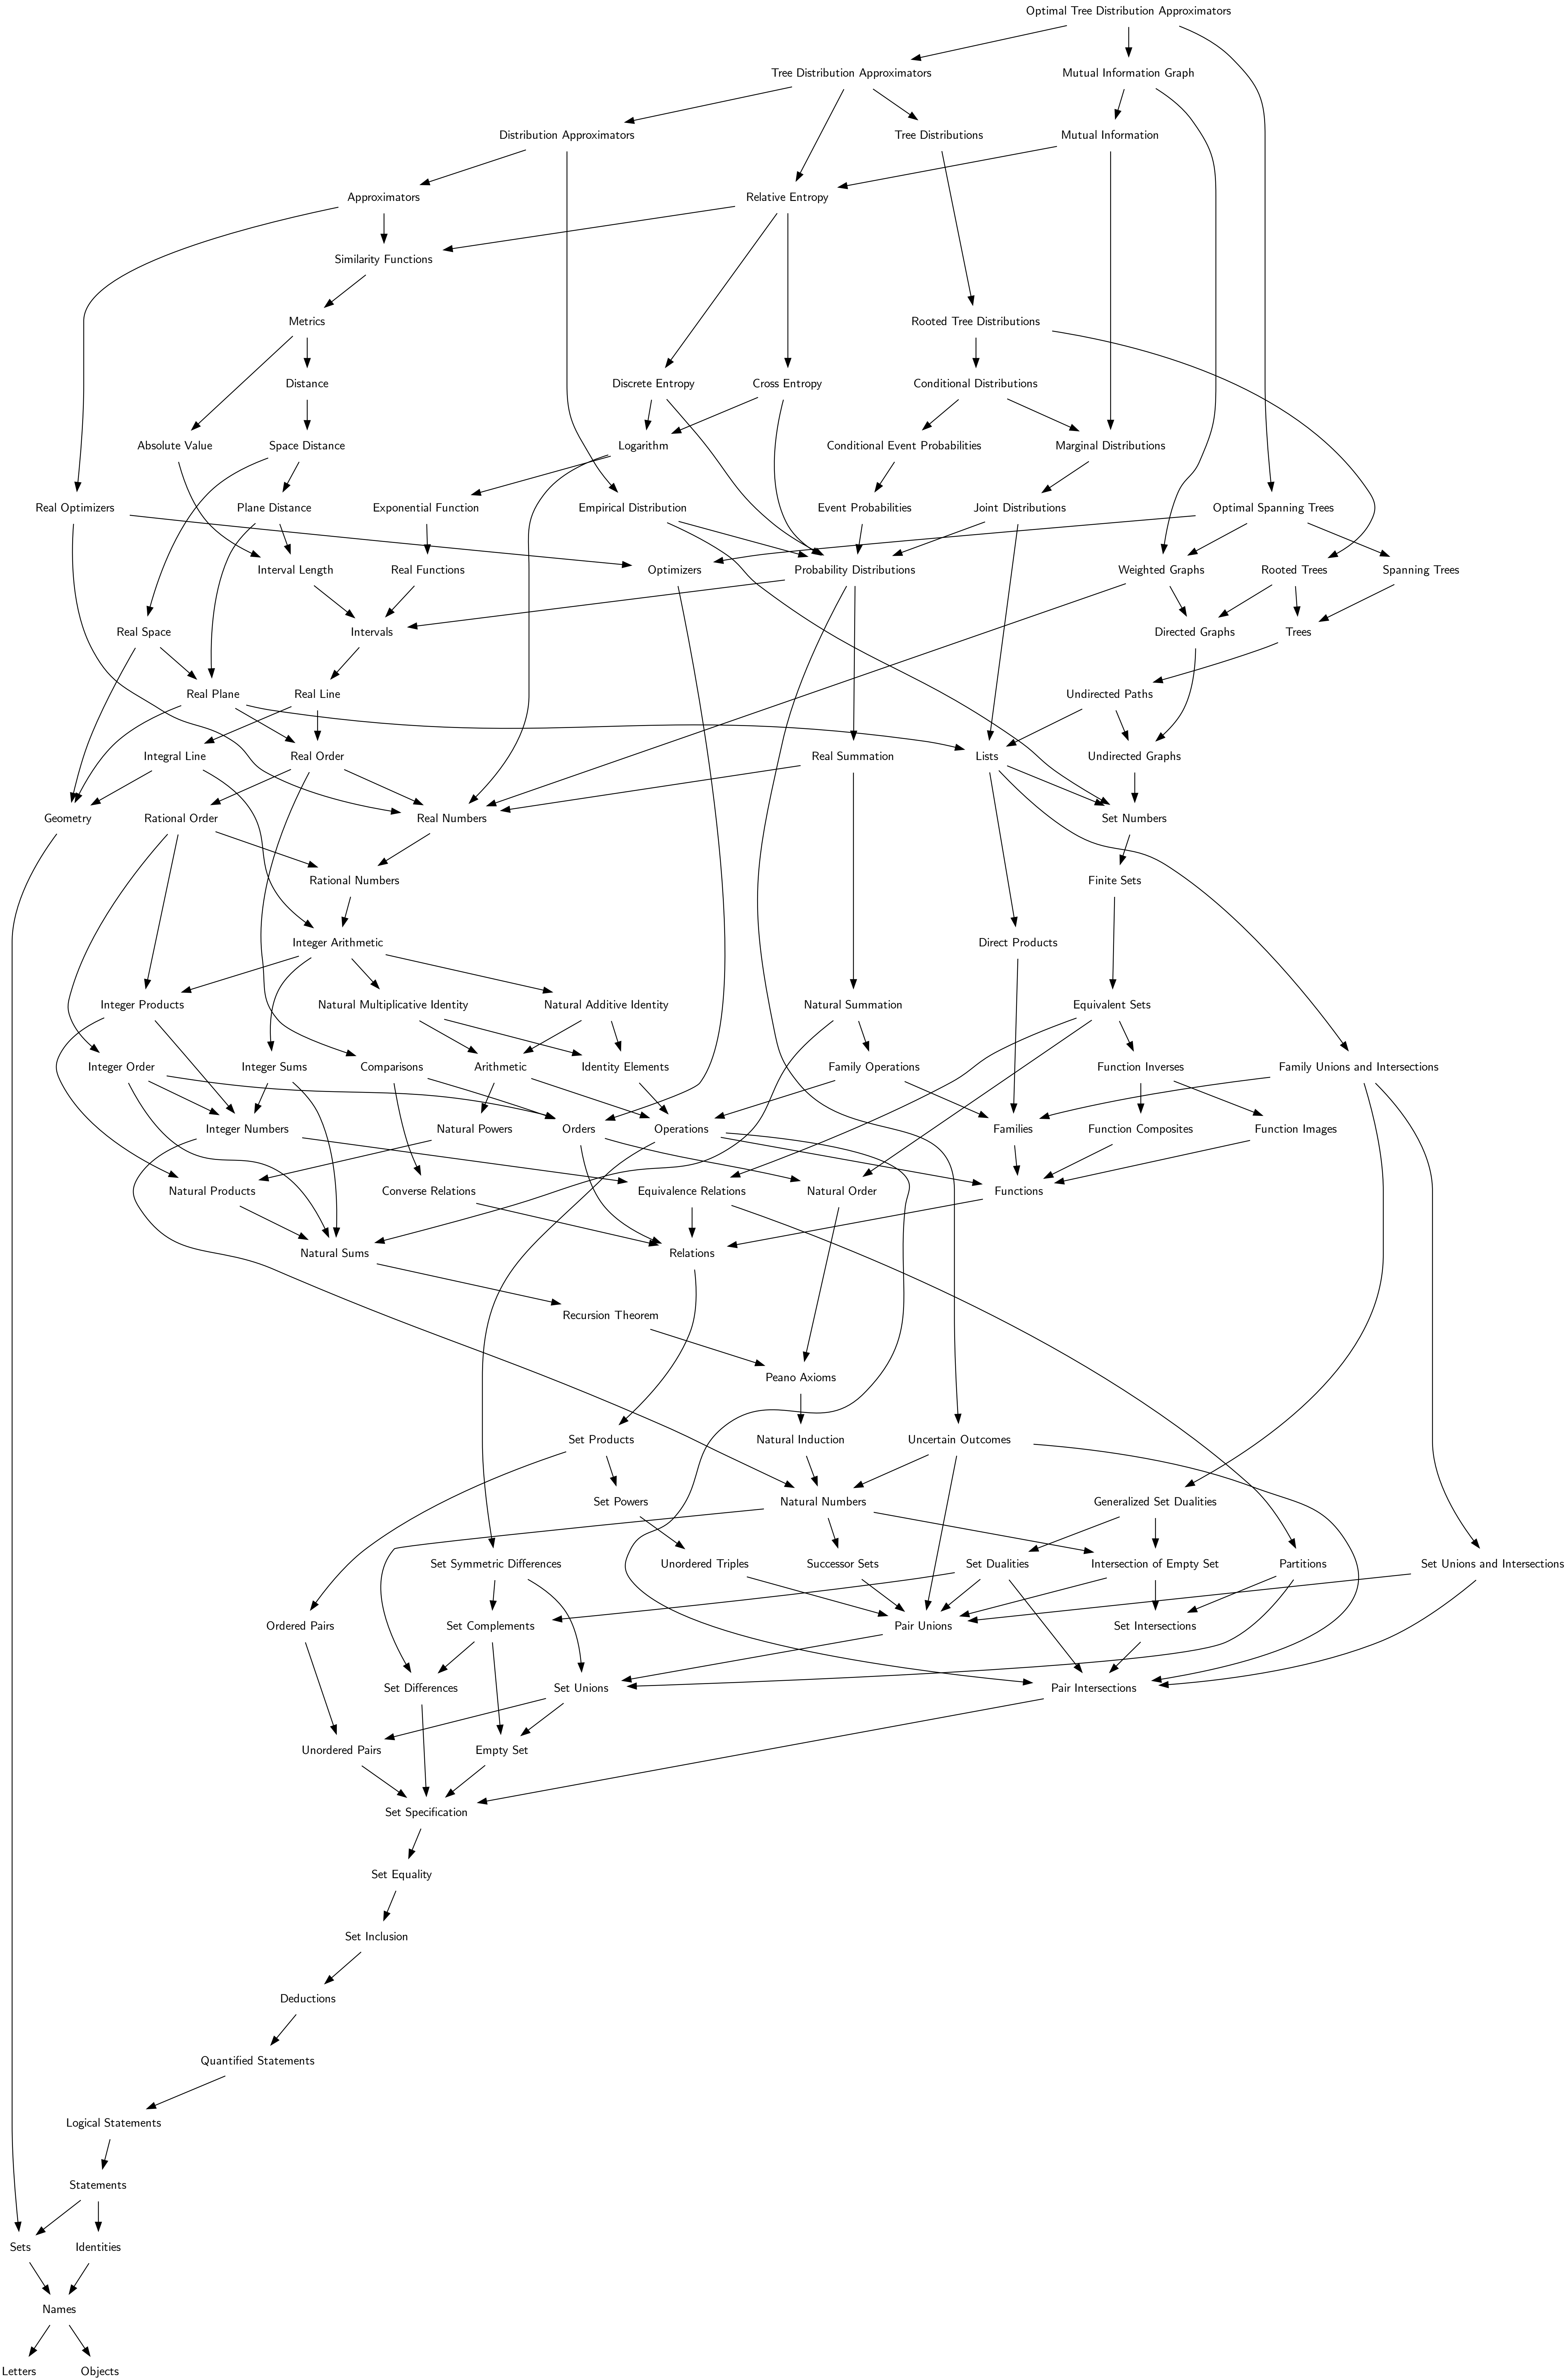 Optimal Tree Distribution Approximators
Tree Distribution Approximators
Mutual Information Graph
Distribution Approximators
Tree Distributions
Mutual Information
Approximators
Relative Entropy
Similarity Functions
Metrics
Rooted Tree Distributions
Distance
Discrete Entropy
Cross Entropy
Conditional Distributions
Absolute Value
Space Distance
Logarithm
Conditional Event Probabilities
Marginal Distributions
Real Optimizers
Plane Distance
Exponential Function
Empirical Distribution
Event Probabilities
Joint Distributions
Optimal Spanning Trees
Interval Length
Real Functions
Optimizers
Probability Distributions
Weighted Graphs
Rooted Trees
Spanning Trees
Real Space
Intervals
Directed Graphs
Trees
Real Plane
Real Line
Undirected Paths
Integral Line
Real Order
Real Summation
Lists
Undirected Graphs
Geometry
Rational Order
Real Numbers
Set Numbers
Rational Numbers
Finite Sets
Integer Arithmetic
Direct Products
Integer Products
Natural Multiplicative Identity
Natural Additive Identity
Natural Summation
Equivalent Sets
Integer Order
Integer Sums
Comparisons
Arithmetic
Identity Elements
Family Operations
Function Inverses
Family Unions and Intersections
Integer Numbers
Natural Powers
Orders
Operations
Families
Function Composites
Function Images
Natural Products
Converse Relations
Equivalence Relations
Natural Order
Functions
Natural Sums
Relations
Recursion Theorem
Peano Axioms
Set Products
Natural Induction
Uncertain Outcomes
Set Powers
Natural Numbers
Generalized Set Dualities
Set Symmetric Differences
Unordered Triples
Successor Sets
Set Dualities
Intersection of Empty Set
Partitions
Set Unions and Intersections
Ordered Pairs
Set Complements
Pair Unions
Set Intersections
Set Differences
Set Unions
Pair Intersections
Unordered Pairs
Empty Set
Set Specification
Set Equality
Set Inclusion
Deductions
Quantified Statements
Logical Statements
Statements
Sets
Identities
Names
Letters
Objects